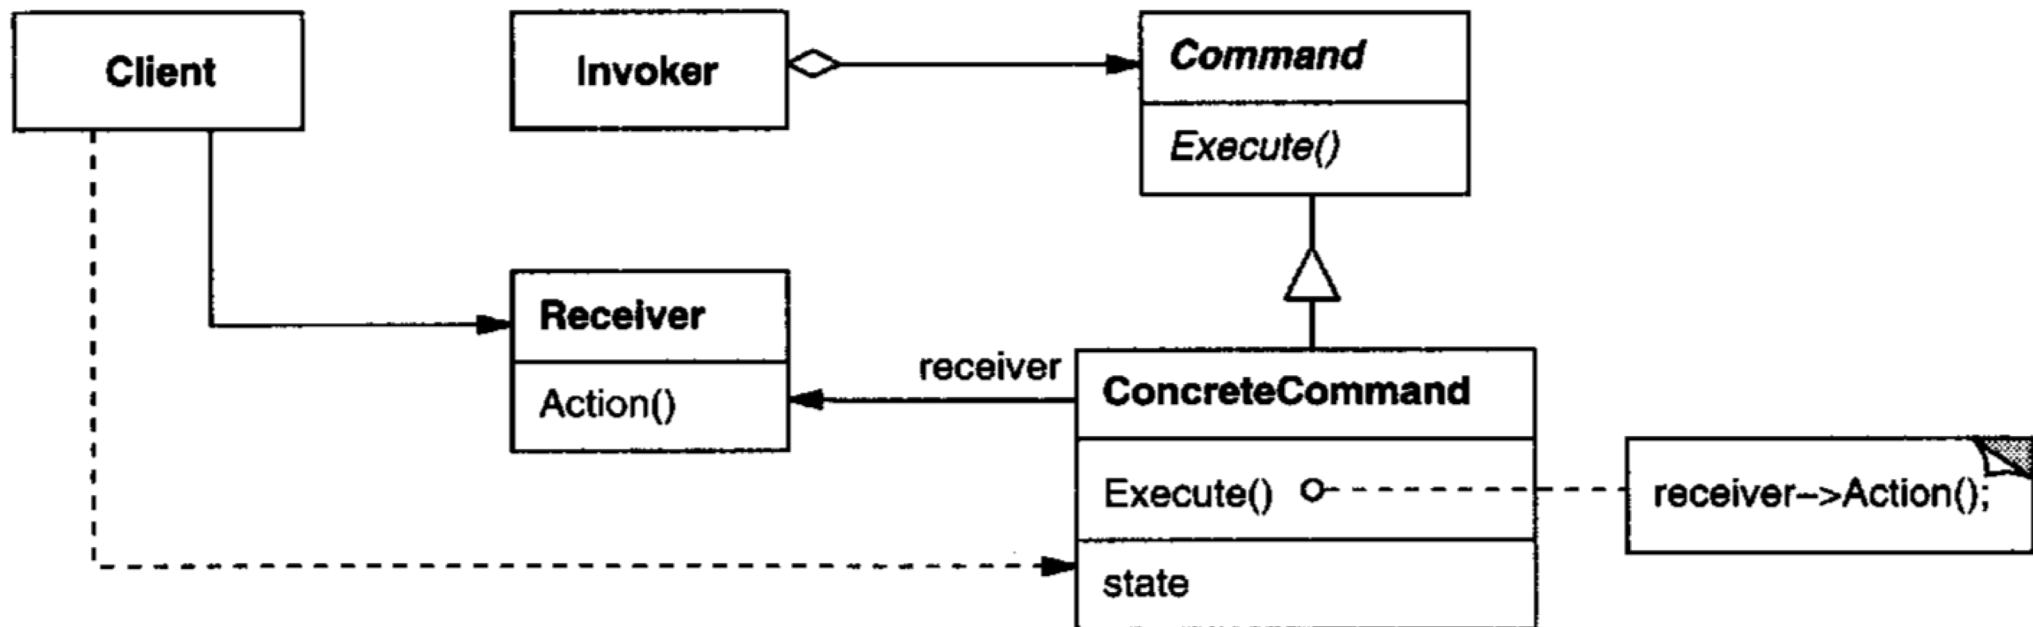 Client
Invoker
Command
Execute()
Receiver
Action()
receiver
ConcreteCommand
Execute()
receiver–>Action();
state